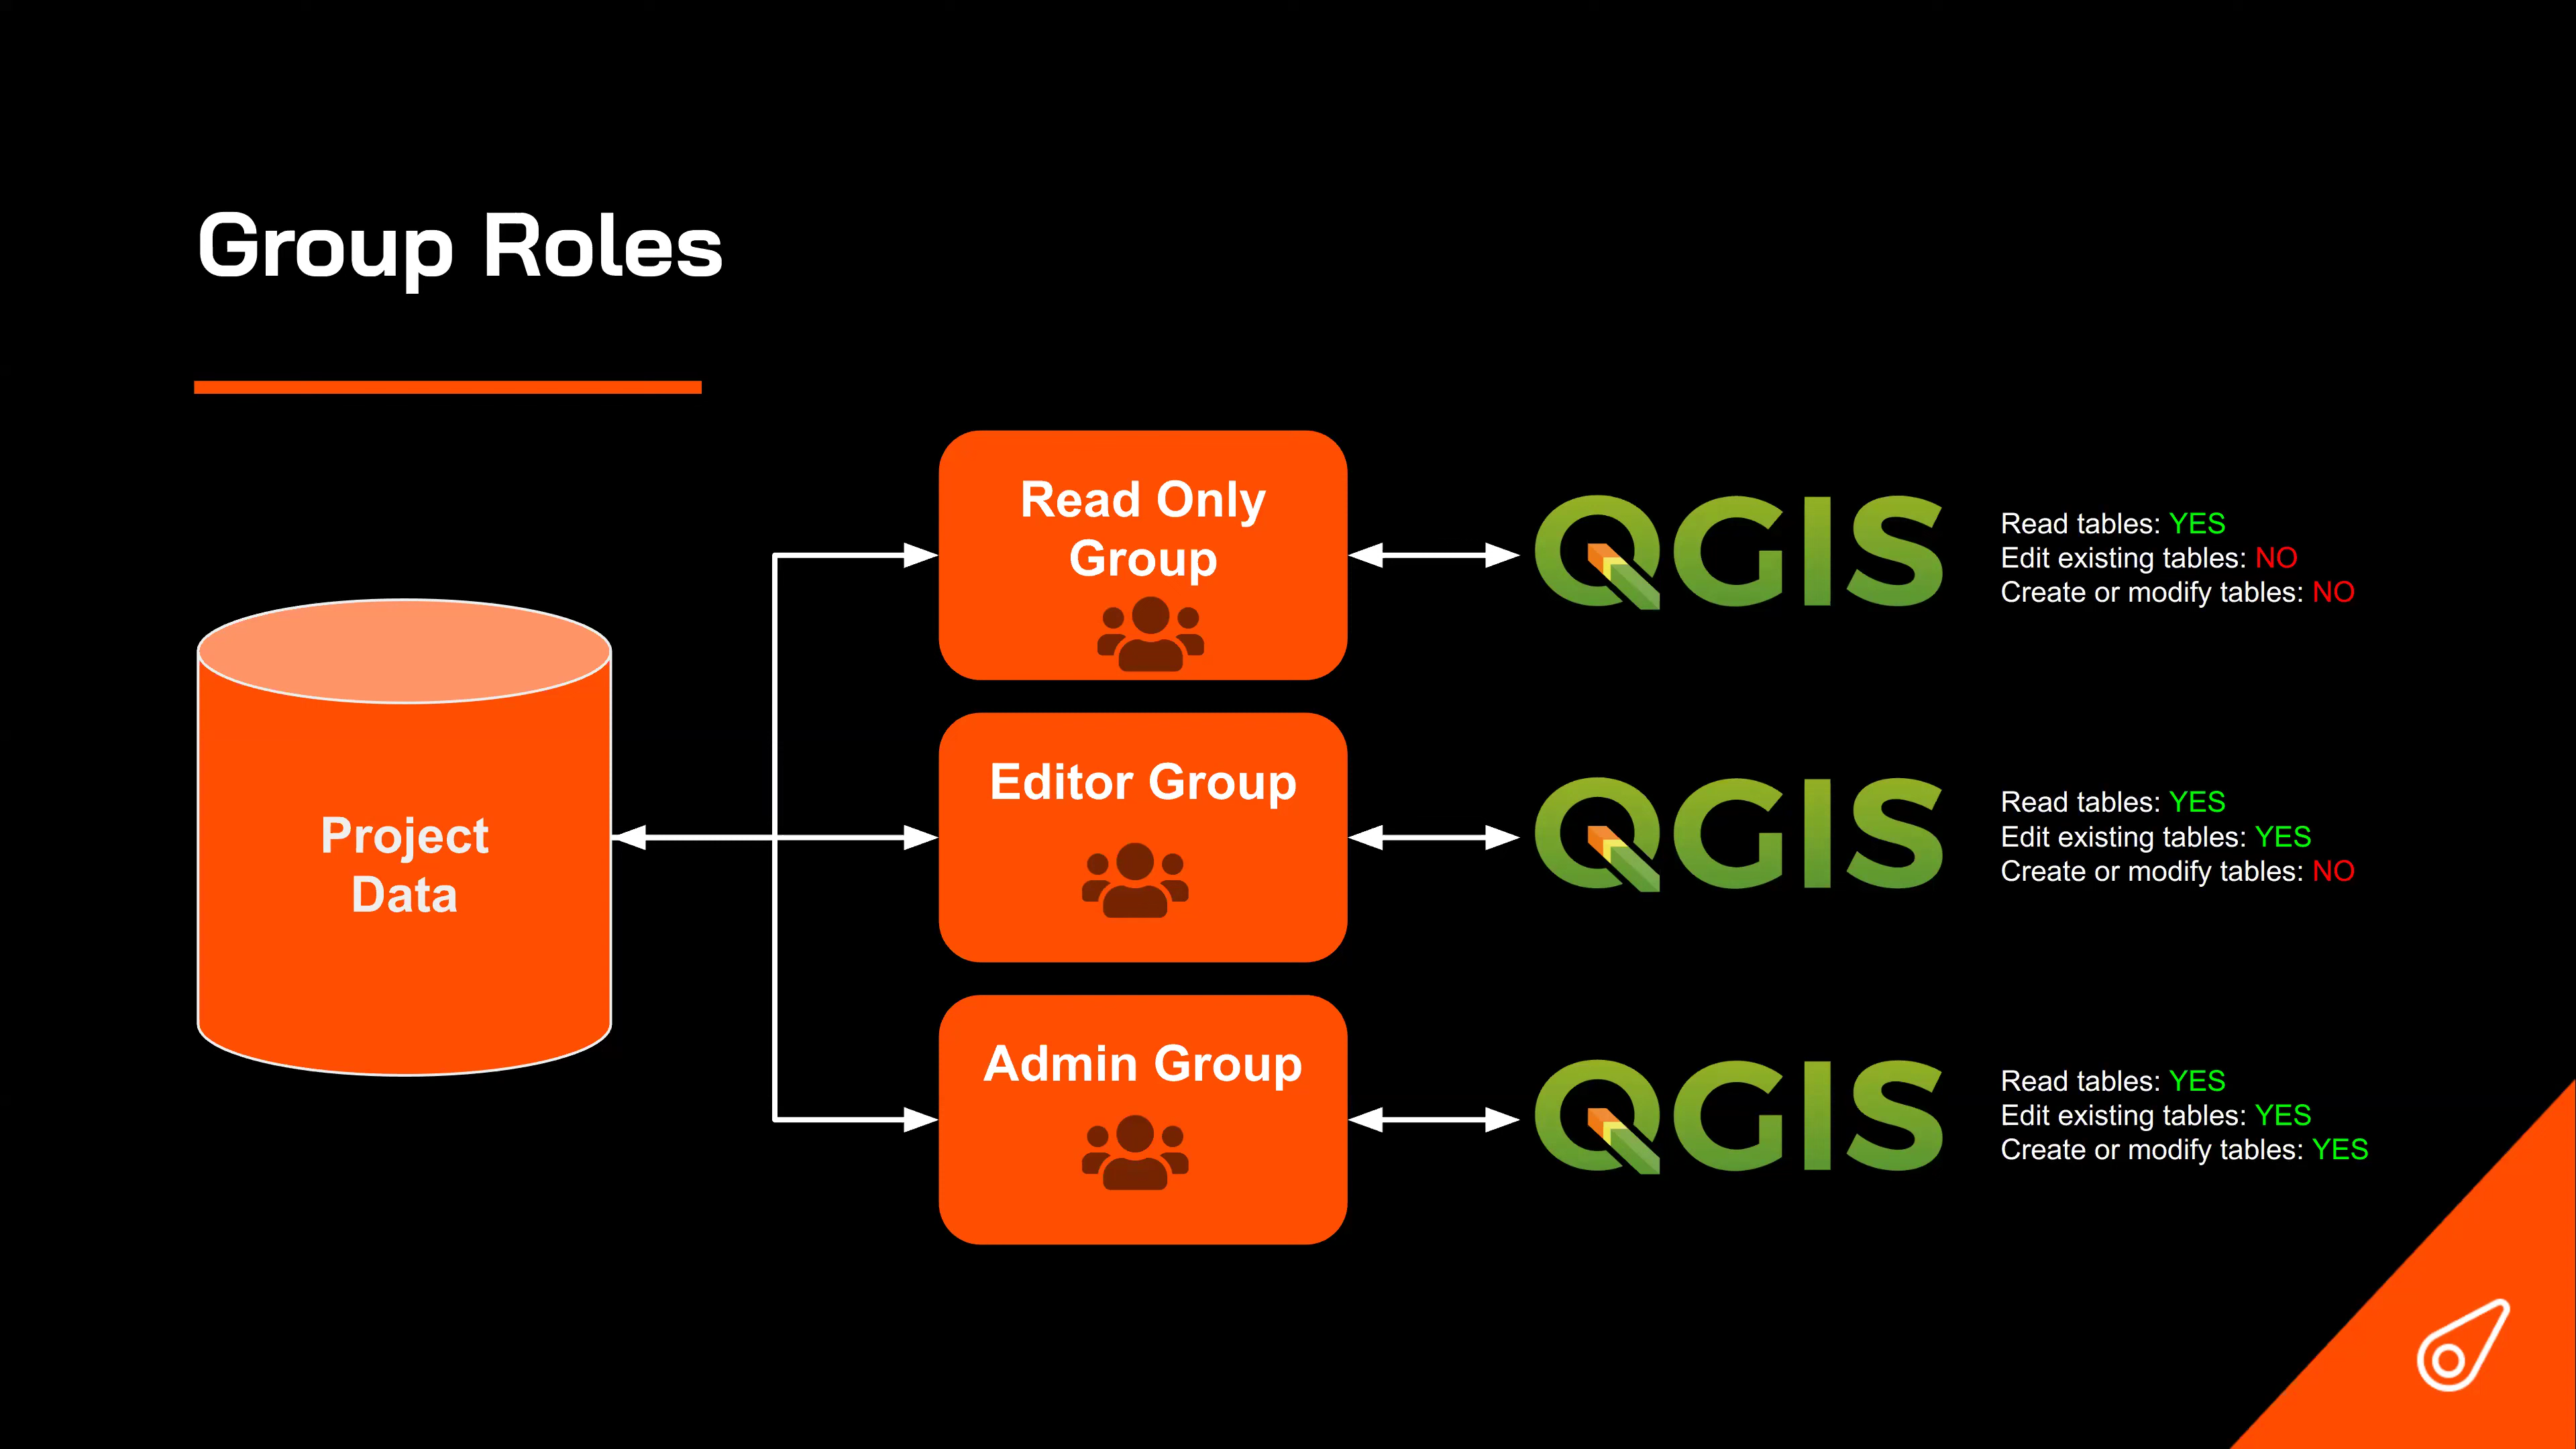 Group Roles
Project
Data
Read Only
Group
QGIS
Read tables: YES
Edit existing tables: NO
Create or modify tables: NO
Editor Group
QGIS
Read tables: YES
Edit existing tables: YES
Create or modify tables: NO
Admin Group
QGIS
Read tables: YES
Edit existing tables: YES
Create or modify tables: YES